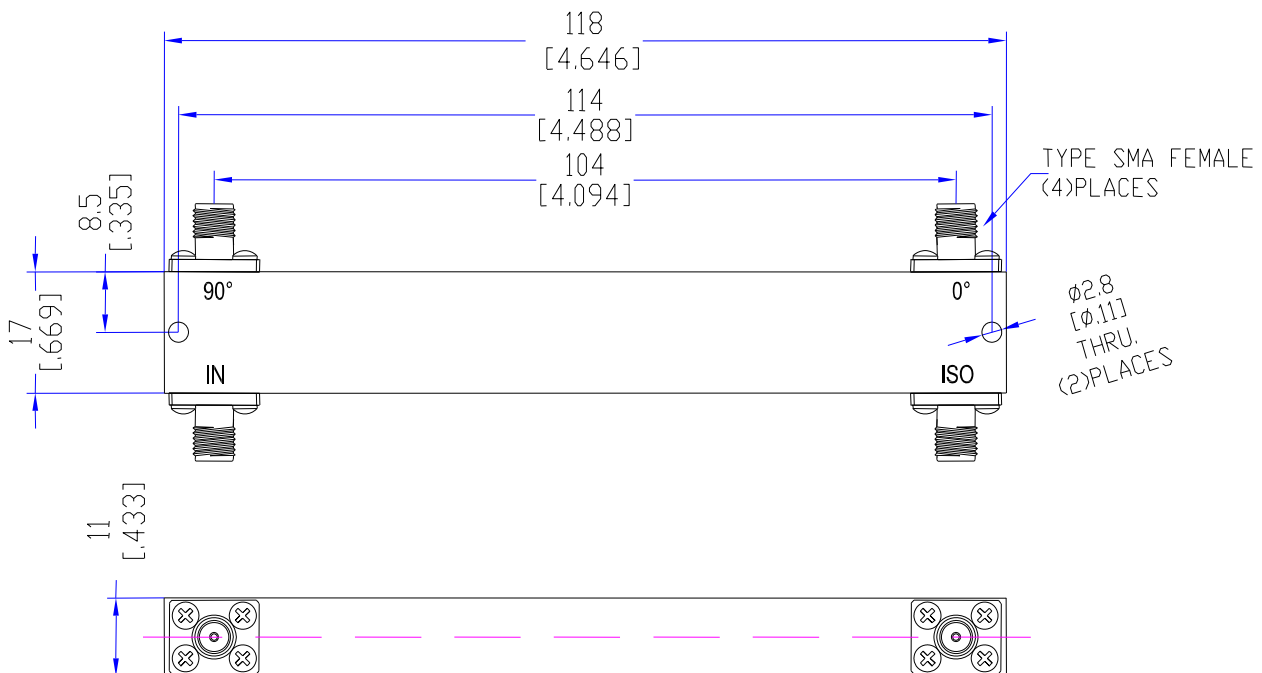 118
[4.646]
114
[4.488]
104
[4.094]
TYPE SMA FEMALE
(4)PLACES
8.5
[.335]
90°
0°
17
[.669]
Ø2.8
[Ø.11]
THRU.
(2)PLACES
IN
ISO
11
[.433]